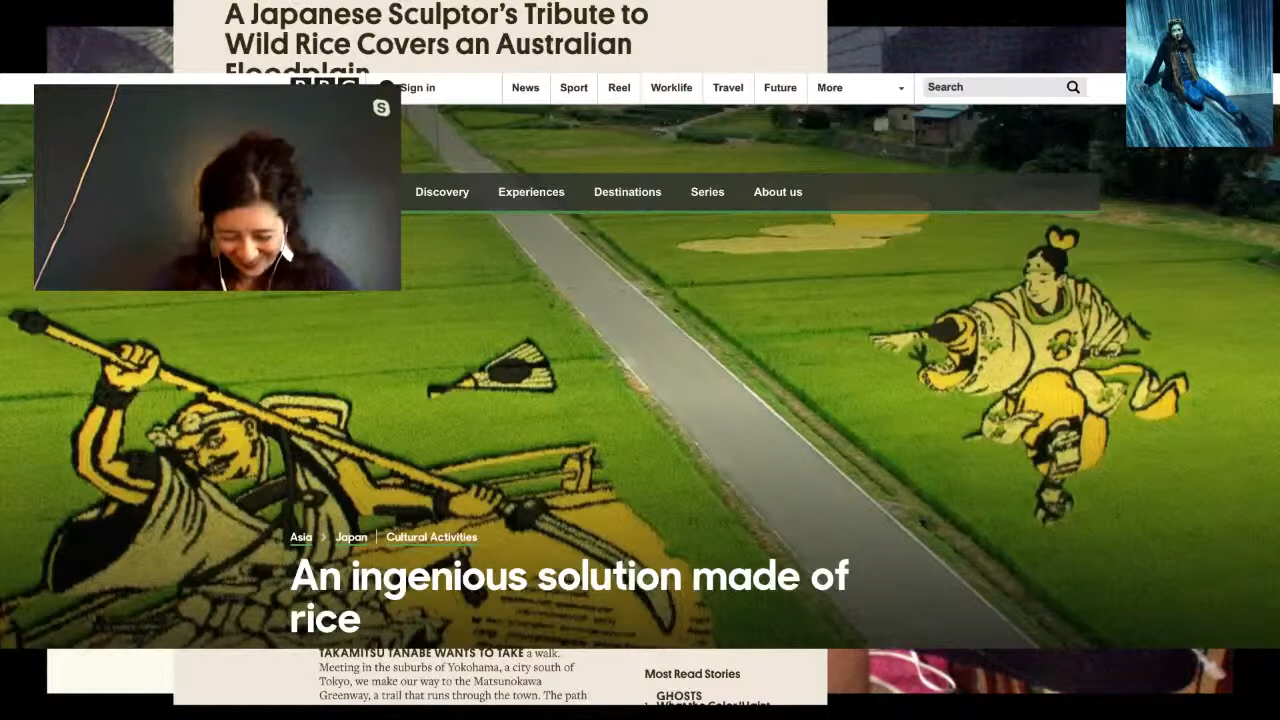 A Japanese Sculptor's Tribute to
Wild Rice Covers an Australian
Floodplain
BBC
Sign in
News
Sport
Reel
Worklife
Travel
Future
More
Search
S
Discovery
Experiences
Destinations
Series
About us
Asia
Japan
Cultural Activities
An ingenious solution made of
rice
TAKAMITSU TANABE WANTS TO TAKE a walk.
Meeting in the suburbs of Yokohama, a city south of
Tokyo, we make our way to the Matsunokawa
Greenway, a trail that runs through the town. The path
Most Read Stories
GHOSTS